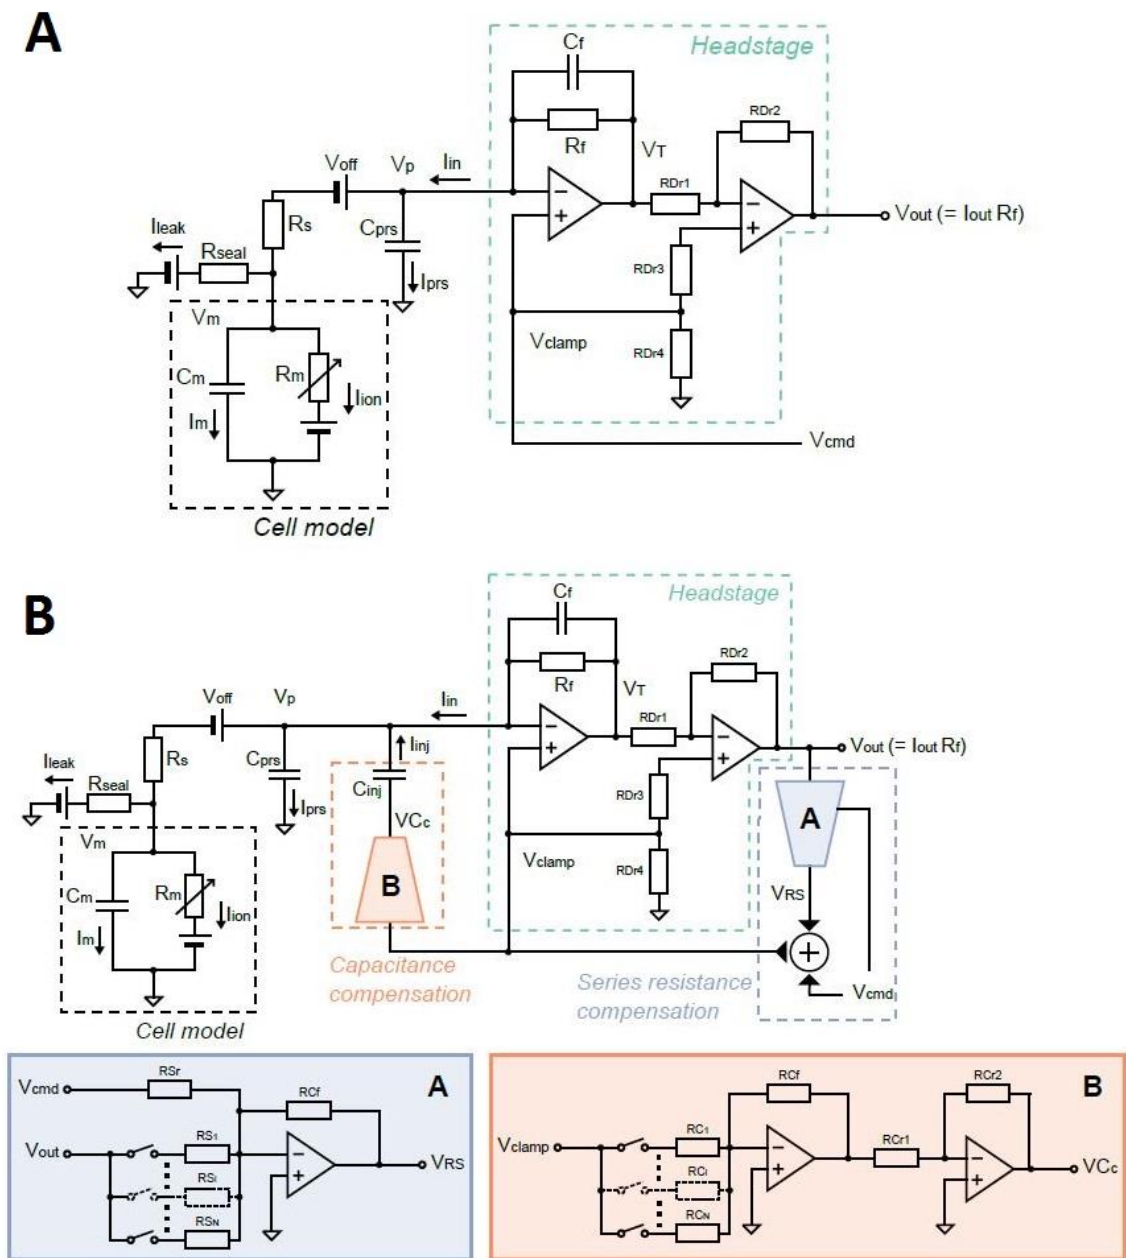 A
Headstage
Cf
Rf
RDr2
VT
RDr1
Voff
Vp
Iin
Vout (= Iout Rf)
Rs
Cprs
Ileak
Rseal
Iprs
RDr3
Vclamp
RDr4
Vm
Cm
Rm
Im
Iion
Vcmd
Cell model
B
Headstage
Cf
Rf
RDr2
VT
RDr1
Voff
Vp
Iin
Vout (= Iout Rf)
Rs
Cprs
Iinj
Cinj
Ileak
Rseal
Iprs
VCc
RDr3
A
Vclamp
RDr4
Vm
Cm
Rm
B
Im
Iion
VRS
+
Vcmd
Capacitance
compensation
Series resistance
compensation
Cell model
A
Vcmd
RSr
RCf
Vout
RS1
RSi
RSN
VRS
B
Vclamp
RC1
RCi
RCN
RCf
RCr1
RCr2
VCc